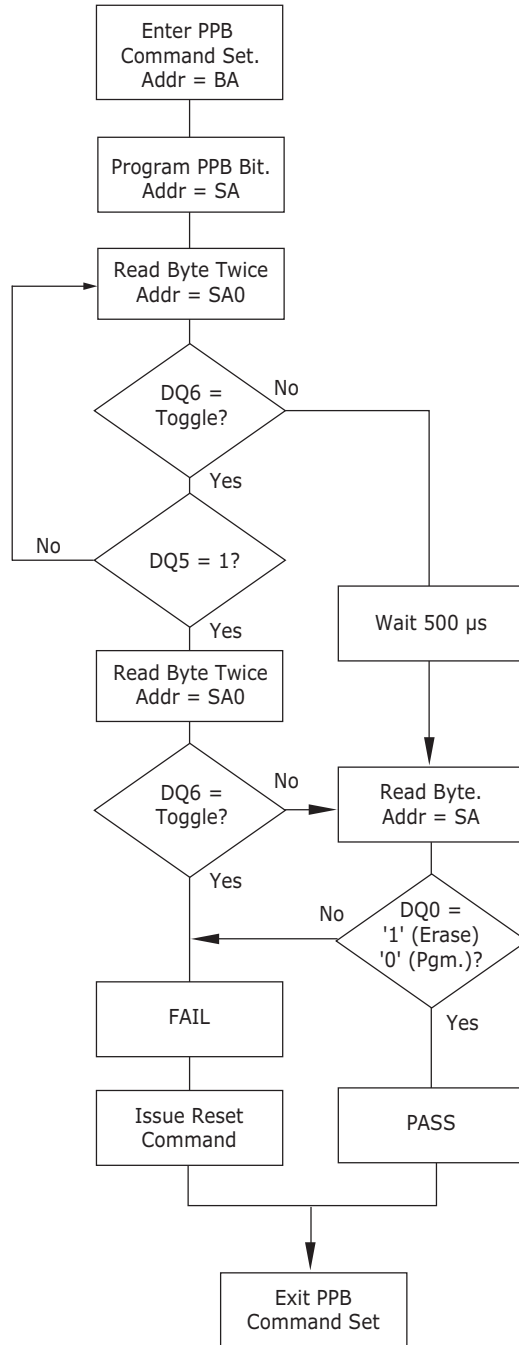 Enter PPB
Command Set.
Addr = BA
Program PPB Bit.
Addr = SA
Read Byte Twice
Addr = SA0
DQ6 =
Toggle?
No
Yes
DQ5 = 1?
No
Yes
Wait 500 µs
Read Byte Twice
Addr = SA0
DQ6 =
Toggle?
No
Yes
Read Byte.
Addr = SA
DQ0 =
'1' (Erase)
'0' (Pgm.)?
No
Yes
FAIL
Issue Reset
Command
PASS
Exit PPB
Command Set